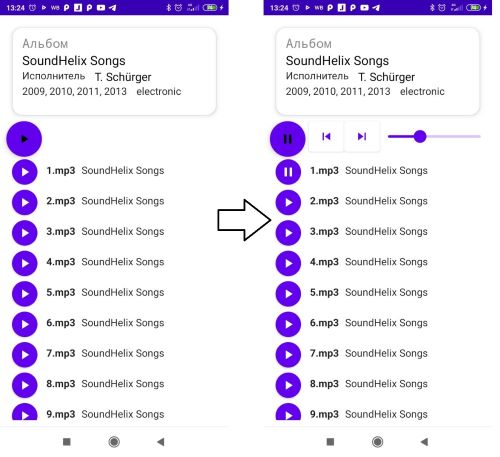 13:24 WB P J P
Альбом
SoundHelix Songs
Исполнитель T. Schürger
2009, 2010, 2011, 2013 electronic
1.mp3 SoundHelix Songs
2.mp3 SoundHelix Songs
3.mp3 SoundHelix Songs
4.mp3 SoundHelix Songs
5.mp3 SoundHelix Songs
6.mp3 SoundHelix Songs
7.mp3 SoundHelix Songs
8.mp3 SoundHelix Songs
9.mp3 SoundHelix Songs
13:24 WB P J P
Альбом
SoundHelix Songs
Исполнитель T. Schürger
2009, 2010, 2011, 2013 electronic
1.mp3 SoundHelix Songs
2.mp3 SoundHelix Songs
3.mp3 SoundHelix Songs
4.mp3 SoundHelix Songs
5.mp3 SoundHelix Songs
6.mp3 SoundHelix Songs
7.mp3 SoundHelix Songs
8.mp3 SoundHelix Songs
9.mp3 SoundHelix Songs